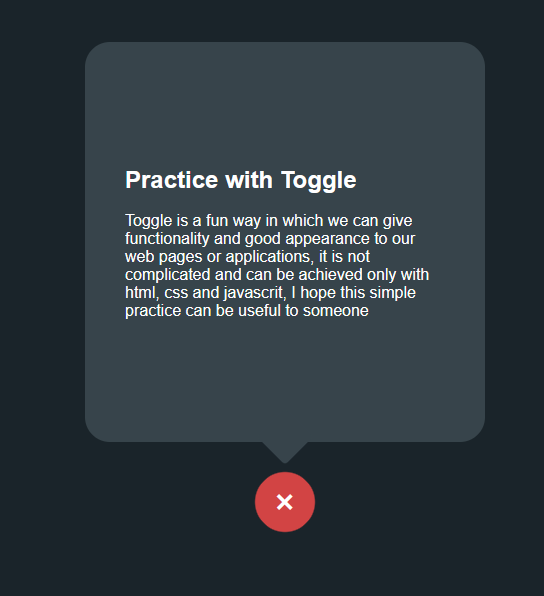 Practice with Toggle
Toggle is a fun way in which we can give
functionality and good appearance to our
web pages or applications, it is not
complicated and can be achieved only with
html, css and javascrit, I hope this simple
practice can be useful to someone